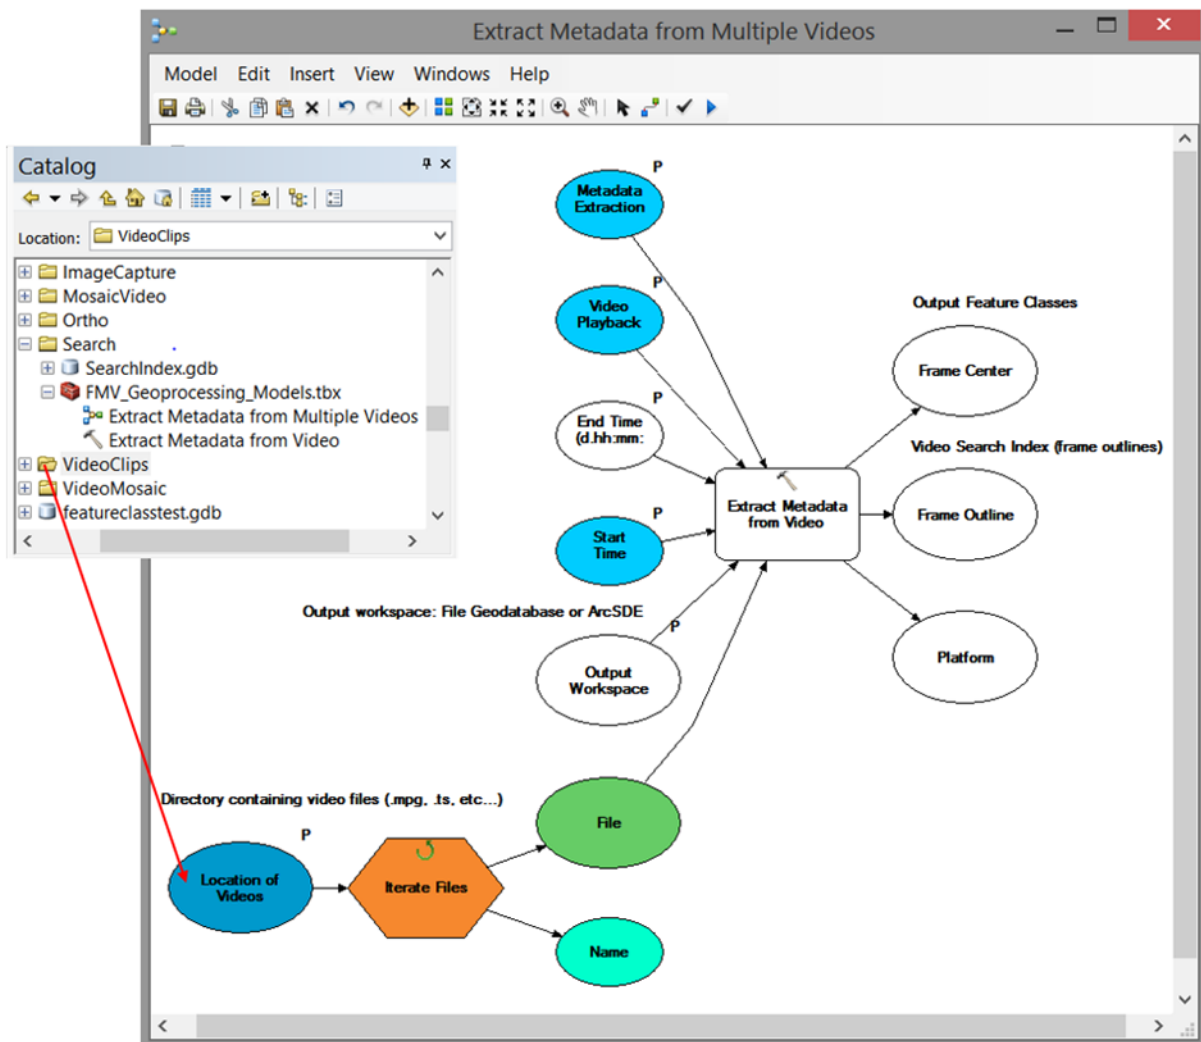 Extract Metadata from Multiple Videos
Model Edit Insert View Windows Help
Catalog
Location: VideoClips
ImageCapture
MosaicVideo
Ortho
Search
SearchIndex.gdb
FMV_Geoprocessing_Models.tbx
Extract Metadata from Multiple Videos
Extract Metadata from Video
VideoClips
VideoMosaic
featureclasstest.gdb
P
Metadata
Extraction
P
Video
Playback
P
End Time
(d.hh:mm:
P
Start
Time
Output workspace: File Geodatabase or ArcSDE
P
Output
Workspace
Extract Metadata
from Video
Output Feature Classes
Frame Center
Video Search Index (frame outlines)
Frame Outline
Platform
Directory containing video files (.mpg, .ts, etc...)
P
Location of
Videos
Iterate Files
File
Name